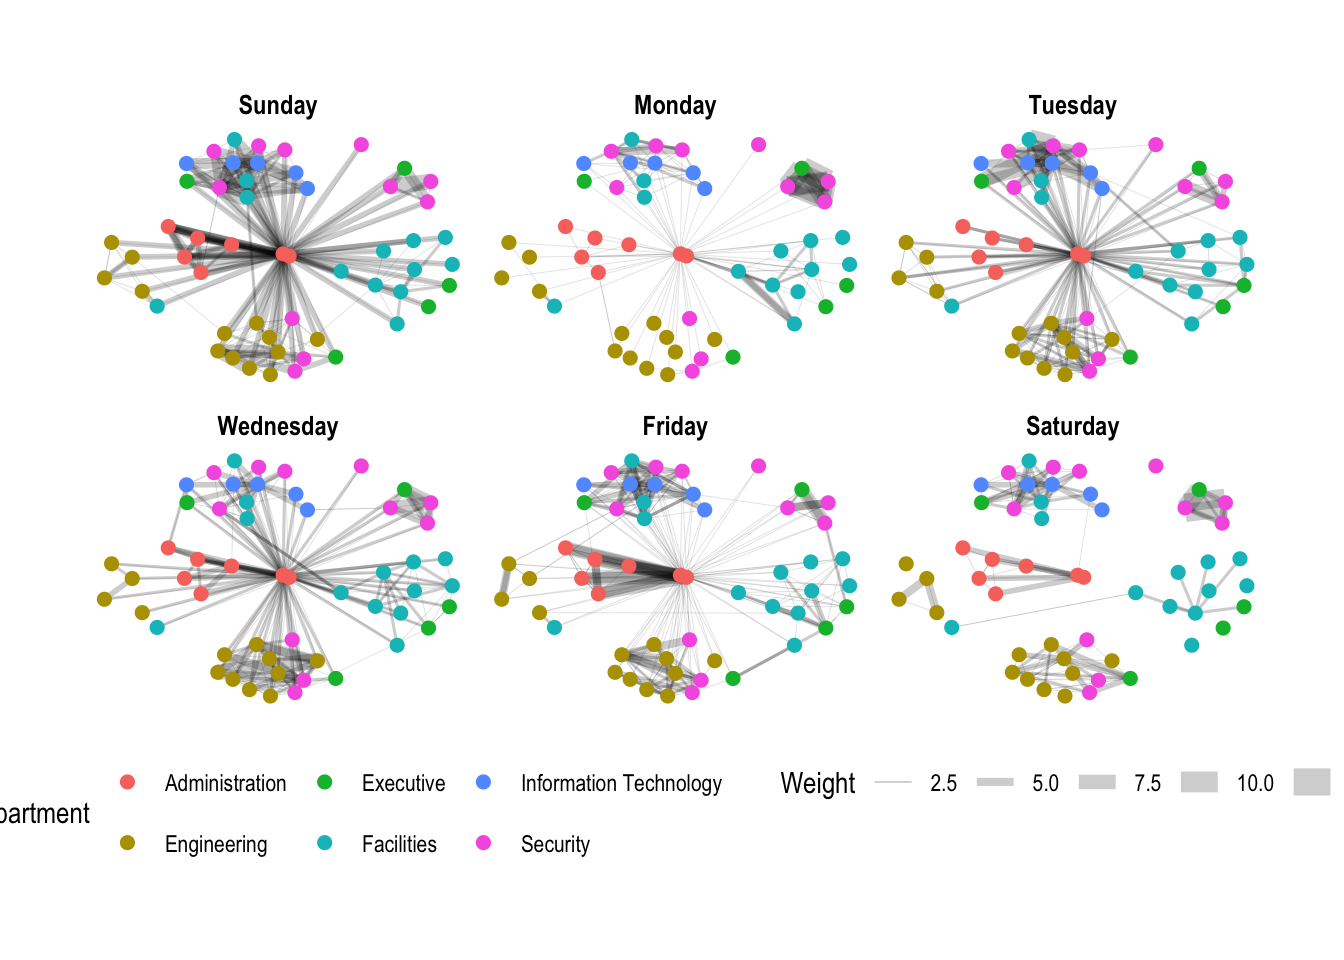 Sunday
Monday
Tuesday
Wednesday
Friday
Saturday
partment
Administration
Executive
Information Technology
Engineering
Facilities
Security
Weight
2.5
5.0
7.5
10.0